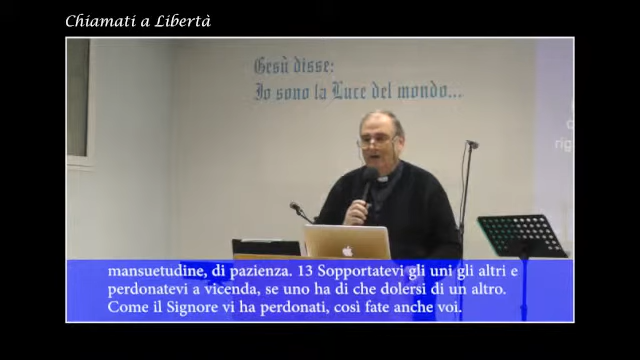 Chiamati a Libertà
Gesù disse:
Io sono la Luce del mondo...
mansuetudine, di pazienza. 13 Sopportatevi gli uni gli altri e
perdonatevi a vicenda, se uno ha di che dolersi di un altro.
Come il Signore vi ha perdonati, così fate anche voi.